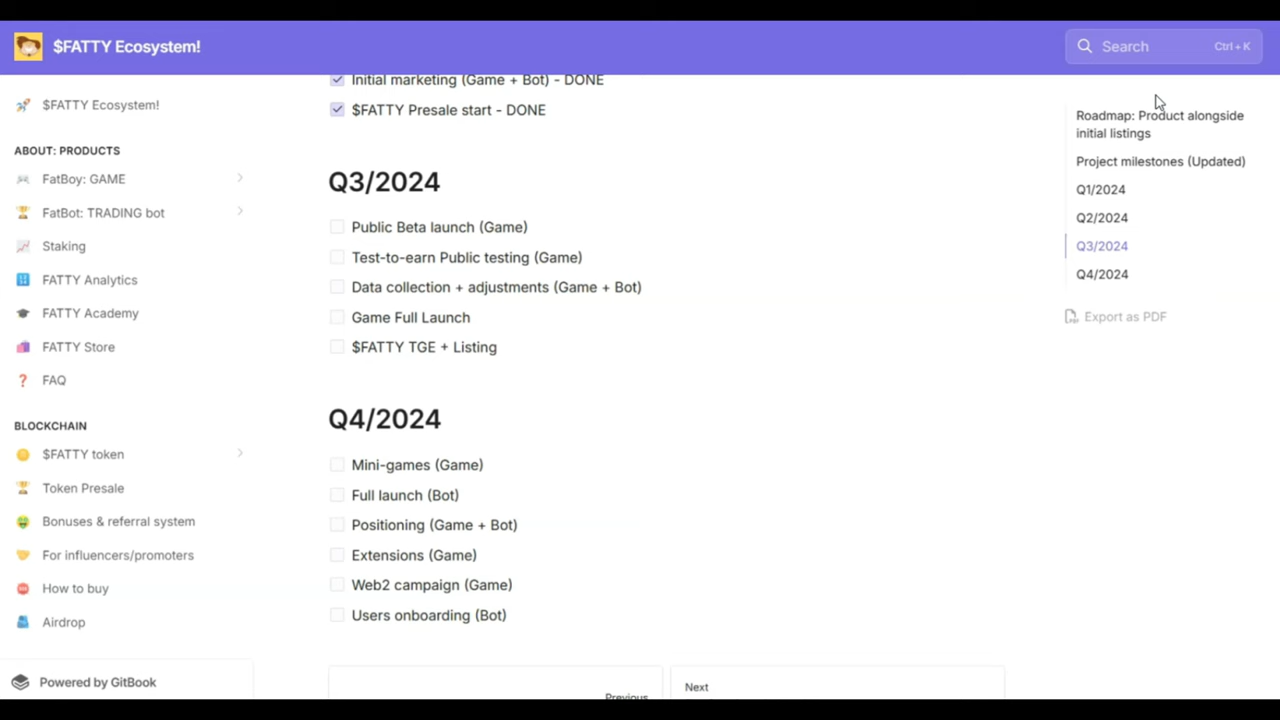 $FATTY Ecosystem!
Search
Ctrl + K
$FATTY Ecosystem!
ABOUT: PRODUCTS
FatBoy: GAME
FatBot: TRADING bot
Staking
FATTY Analytics
FATTY Academy
FATTY Store
FAQ
BLOCKCHAIN
$FATTY token
Token Presale
Bonuses & referral system
For influencers/promoters
How to buy
Airdrop
Powered by GitBook
Initial marketing (Game + Bot) - DONE
$FATTY Presale start - DONE
Q3/2024
Public Beta launch (Game)
Test-to-earn Public testing (Game)
Data collection + adjustments (Game + Bot)
Game Full Launch
$FATTY TGE + Listing
Q4/2024
Mini-games (Game)
Full launch (Bot)
Positioning (Game + Bot)
Extensions (Game)
Web2 campaign (Game)
Users onboarding (Bot)
Previous
Next
Roadmap: Product alongside
initial listings
Project milestones (Updated)
Q1/2024
Q2/2024
Q3/2024
Q4/2024
Export as PDF